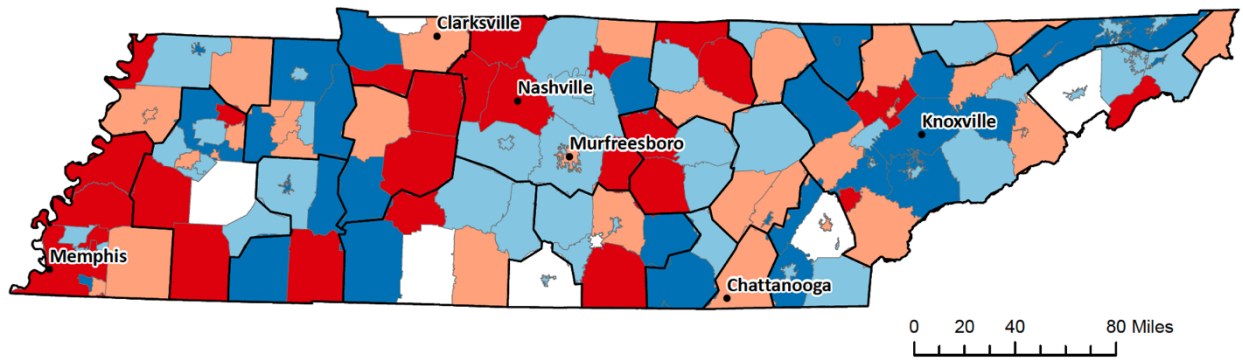 Clarksville
Nashville
Knoxville
Murfreesboro
Memphis
Chattanooga
0 20 40 80 Miles